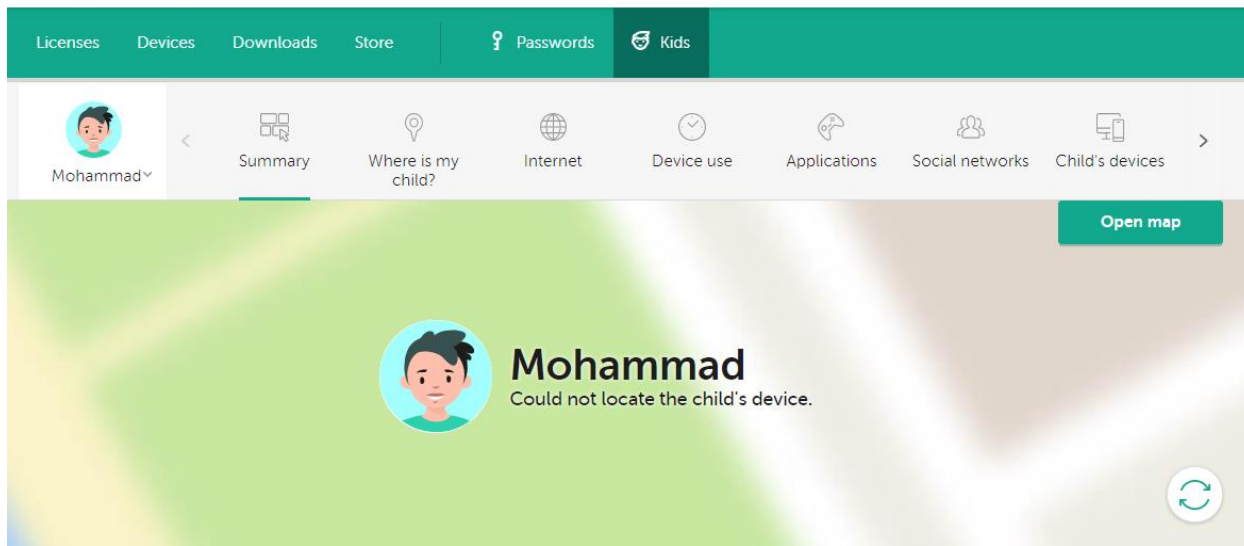 Licenses Devices Downloads Store Passwords Kids
Mohammad
Summary
Where is my
child?
Internet
Device use
Applications
Social networks
Child's devices
Open map
Mohammad
Could not locate the child's device.